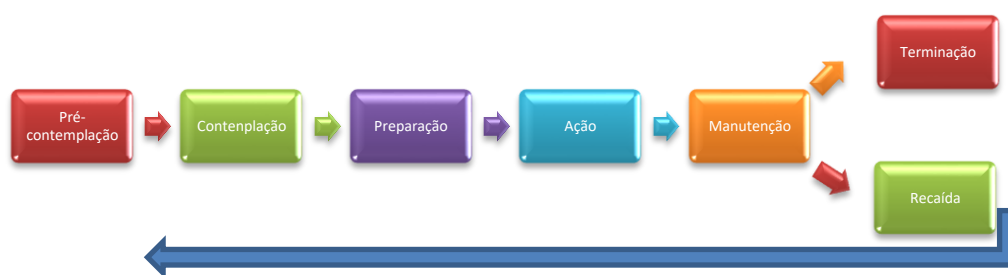 Pré-
contemplação
Contenplação
Preparação
Ação
Manutenção
Terminação
Recaída